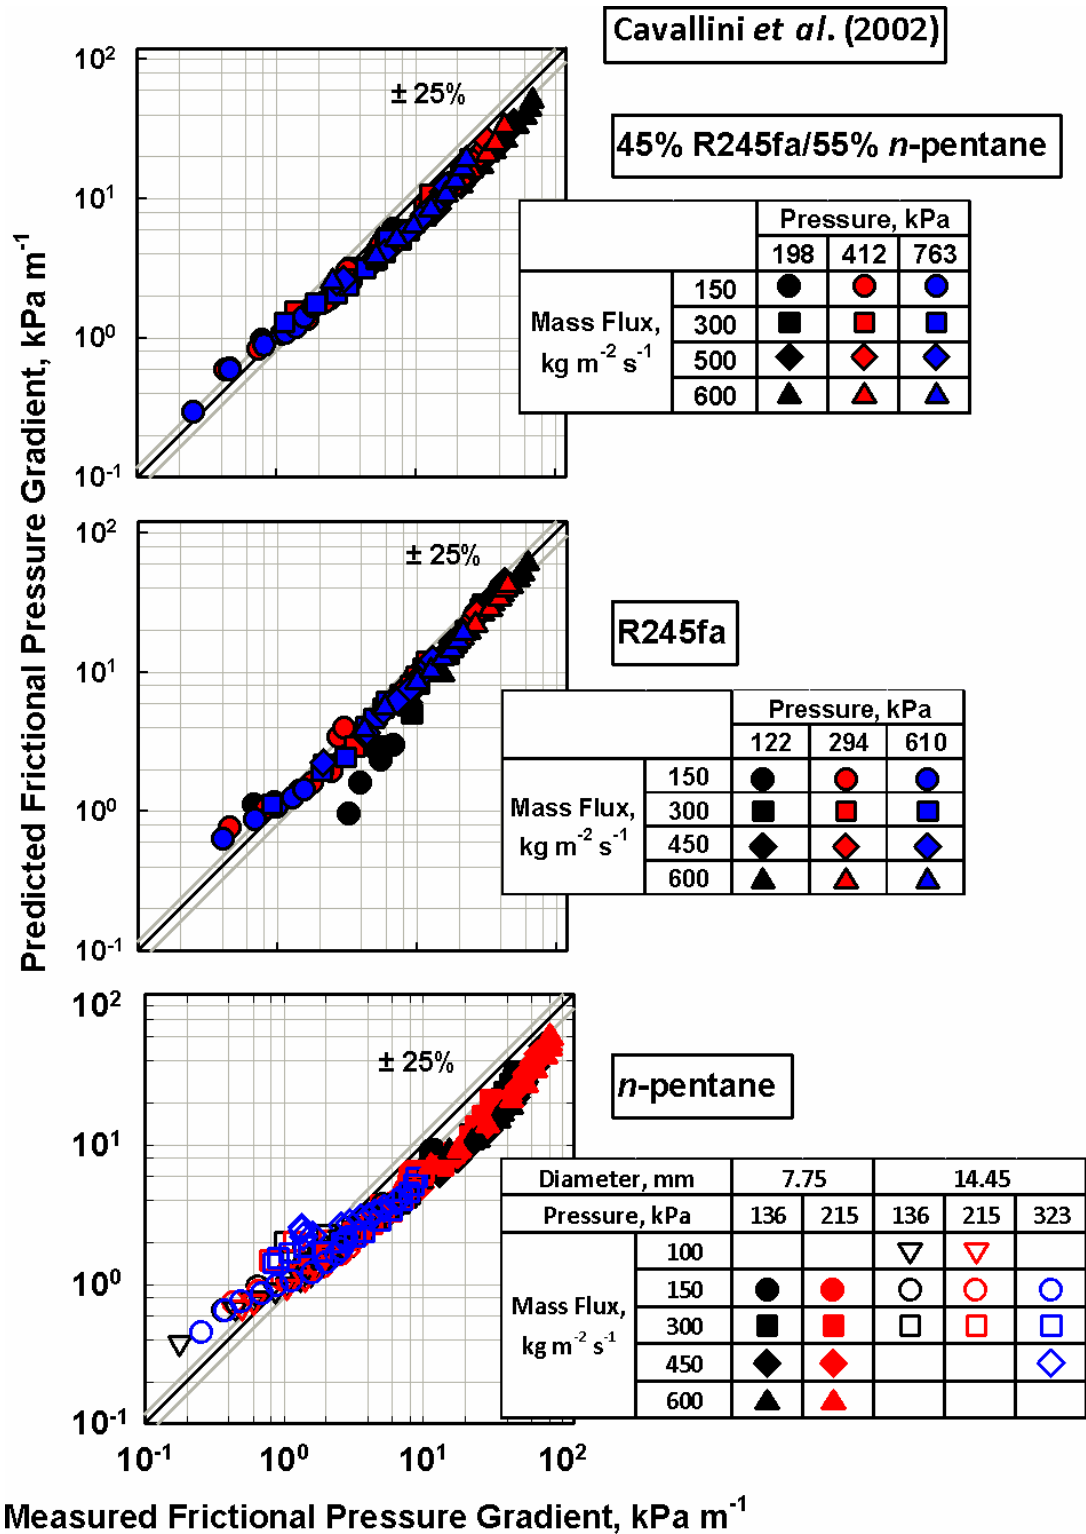 Cavallini et al. (2002)
10²
± 25%
45% R245fa/55% n-pentane
10¹
10⁰
10⁻¹
Pressure, kPa
198 412 763
Mass Flux, kg m⁻² s⁻¹
150
300
500
600
Predicted Frictional Pressure Gradient, kPa m⁻¹
10²
± 25%
10¹
10⁰
10⁻¹
R245fa
Pressure, kPa
122 294 610
Mass Flux, kg m⁻² s⁻¹
150
300
450
600
10²
± 25%
10¹
10⁰
10⁻¹
n-pentane
Diameter, mm 7.75 14.45
Pressure, kPa 136 215 136 215 323
Mass Flux, kg m⁻² s⁻¹
100
150
300
450
600
10⁻¹ 10⁰ 10¹ 10²
Measured Frictional Pressure Gradient, kPa m⁻¹